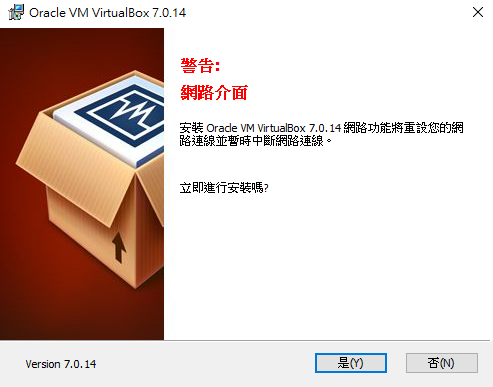 Oracle VM VirtualBox 7.0.14
警告:
網路介面
安裝 Oracle VM VirtualBox 7.0.14 網路功能將重設您的網
路連線並暫時中斷網路連線。
立即進行安裝嗎?
Version 7.0.14
是(Y)
否(N)